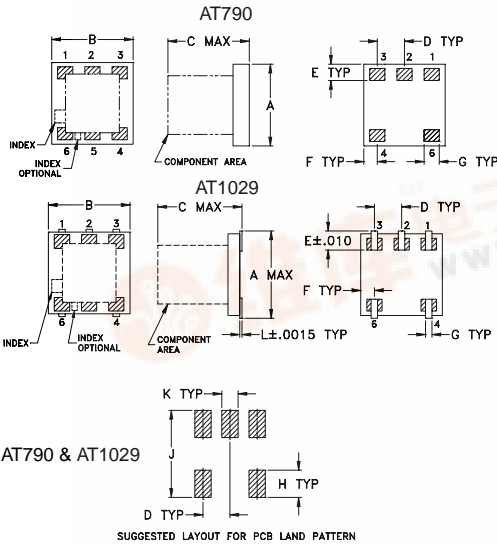 AT790
B
C MAX
D TYP
1 2 3
3 2 1
E TYP
A
INDEX
6 5 4
INDEX
OPTIONAL
COMPONENT AREA
F TYP
4 6
G TYP
AT1029
B
C MAX
D TYP
1 2 3
3 2 1
E±.010
A MAX
F TYP
INDEX
6 4
INDEX
OPTIONAL
COMPONENT
AREA
L±.0015 TYP
6 4
G TYP
K TYP
AT790 & AT1029
J
H TYP
D TYP
SUGGESTED LAYOUT FOR PCB LAND PATTERN